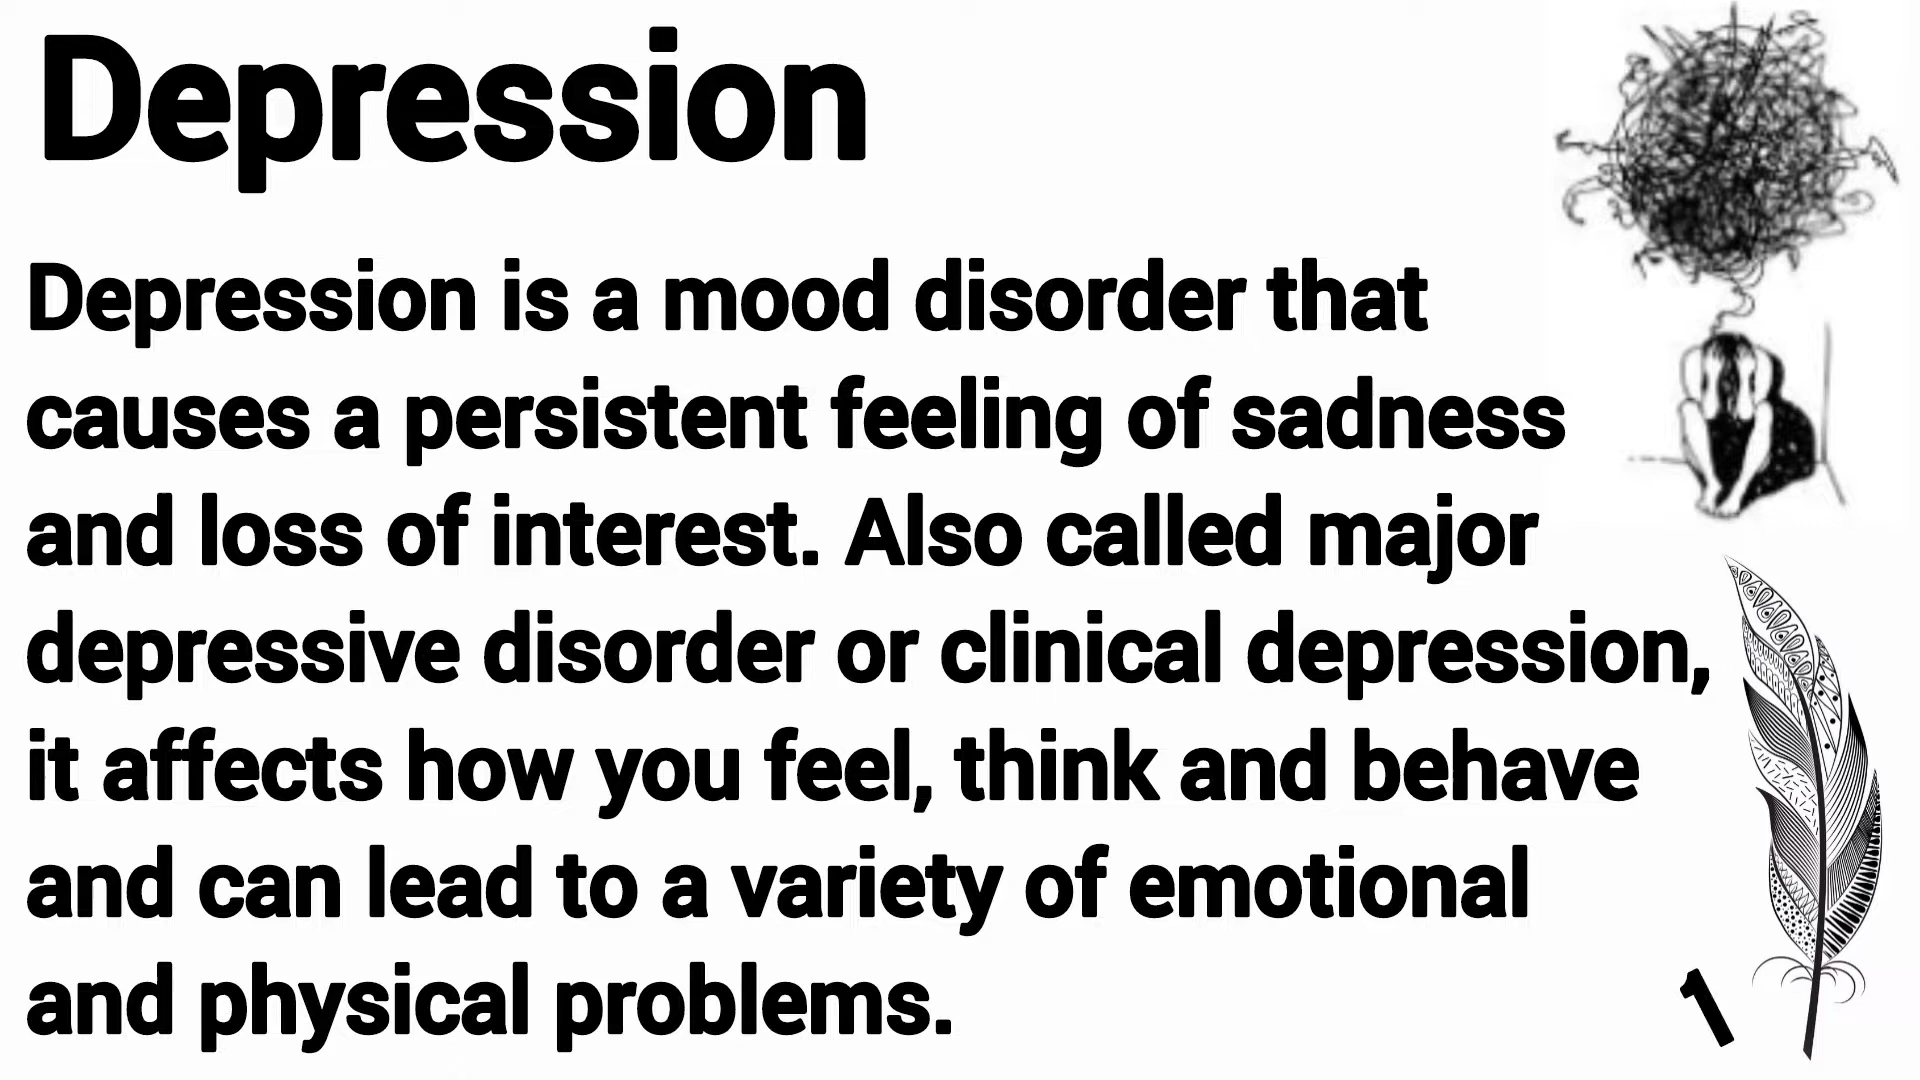 Depression
Depression is a mood disorder that
causes a persistent feeling of sadness
and loss of interest. Also called major
depressive disorder or clinical depression,
it affects how you feel, think and behave
and can lead to a variety of emotional
and physical problems.
1